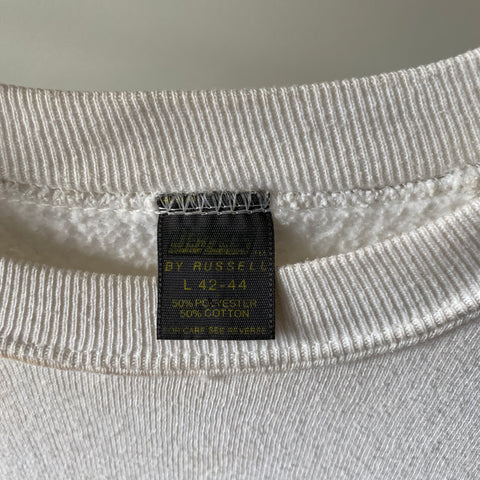 BY RUSSELL
L 42-44
50% POLYESTER
50% COTTON
FOR CARE SEE REVERSE